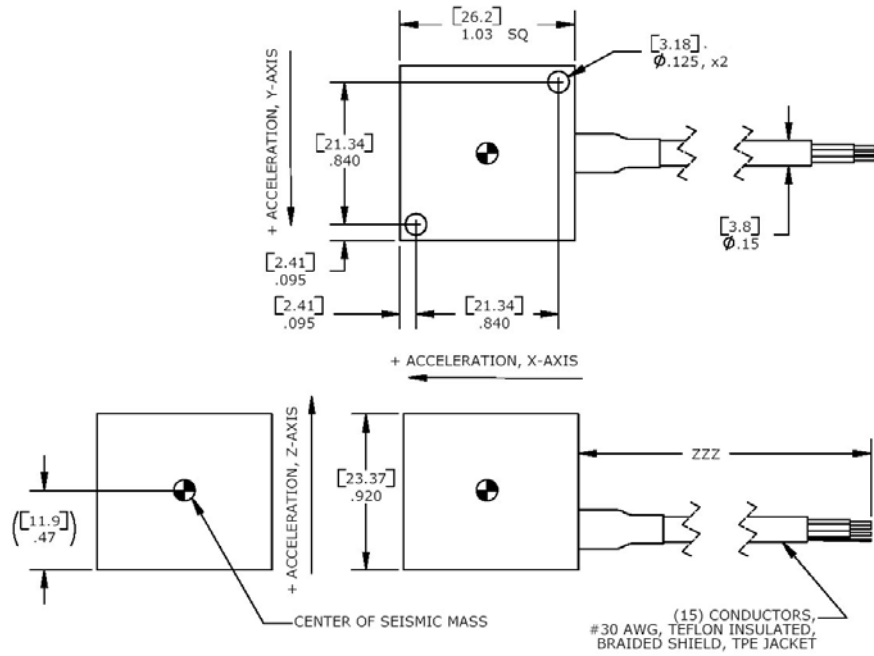 [26.2]
1.03 SQ
[3.18]
Ø.125, x2
+ ACCELERATION, Y-AXIS
[21.34]
.840
[3.8]
Ø.15
[2.41]
.095
[2.41]
.095
[21.34]
.840
+ ACCELERATION, X-AXIS
+ ACCELERATION, Z-AXIS
ZZZ
[23.37]
.920
([11.9]
.47)
CENTER OF SEISMIC MASS
(15) CONDUCTORS,
#30 AWG, TEFLON INSULATED,
BRAIDED SHIELD, TPE JACKET